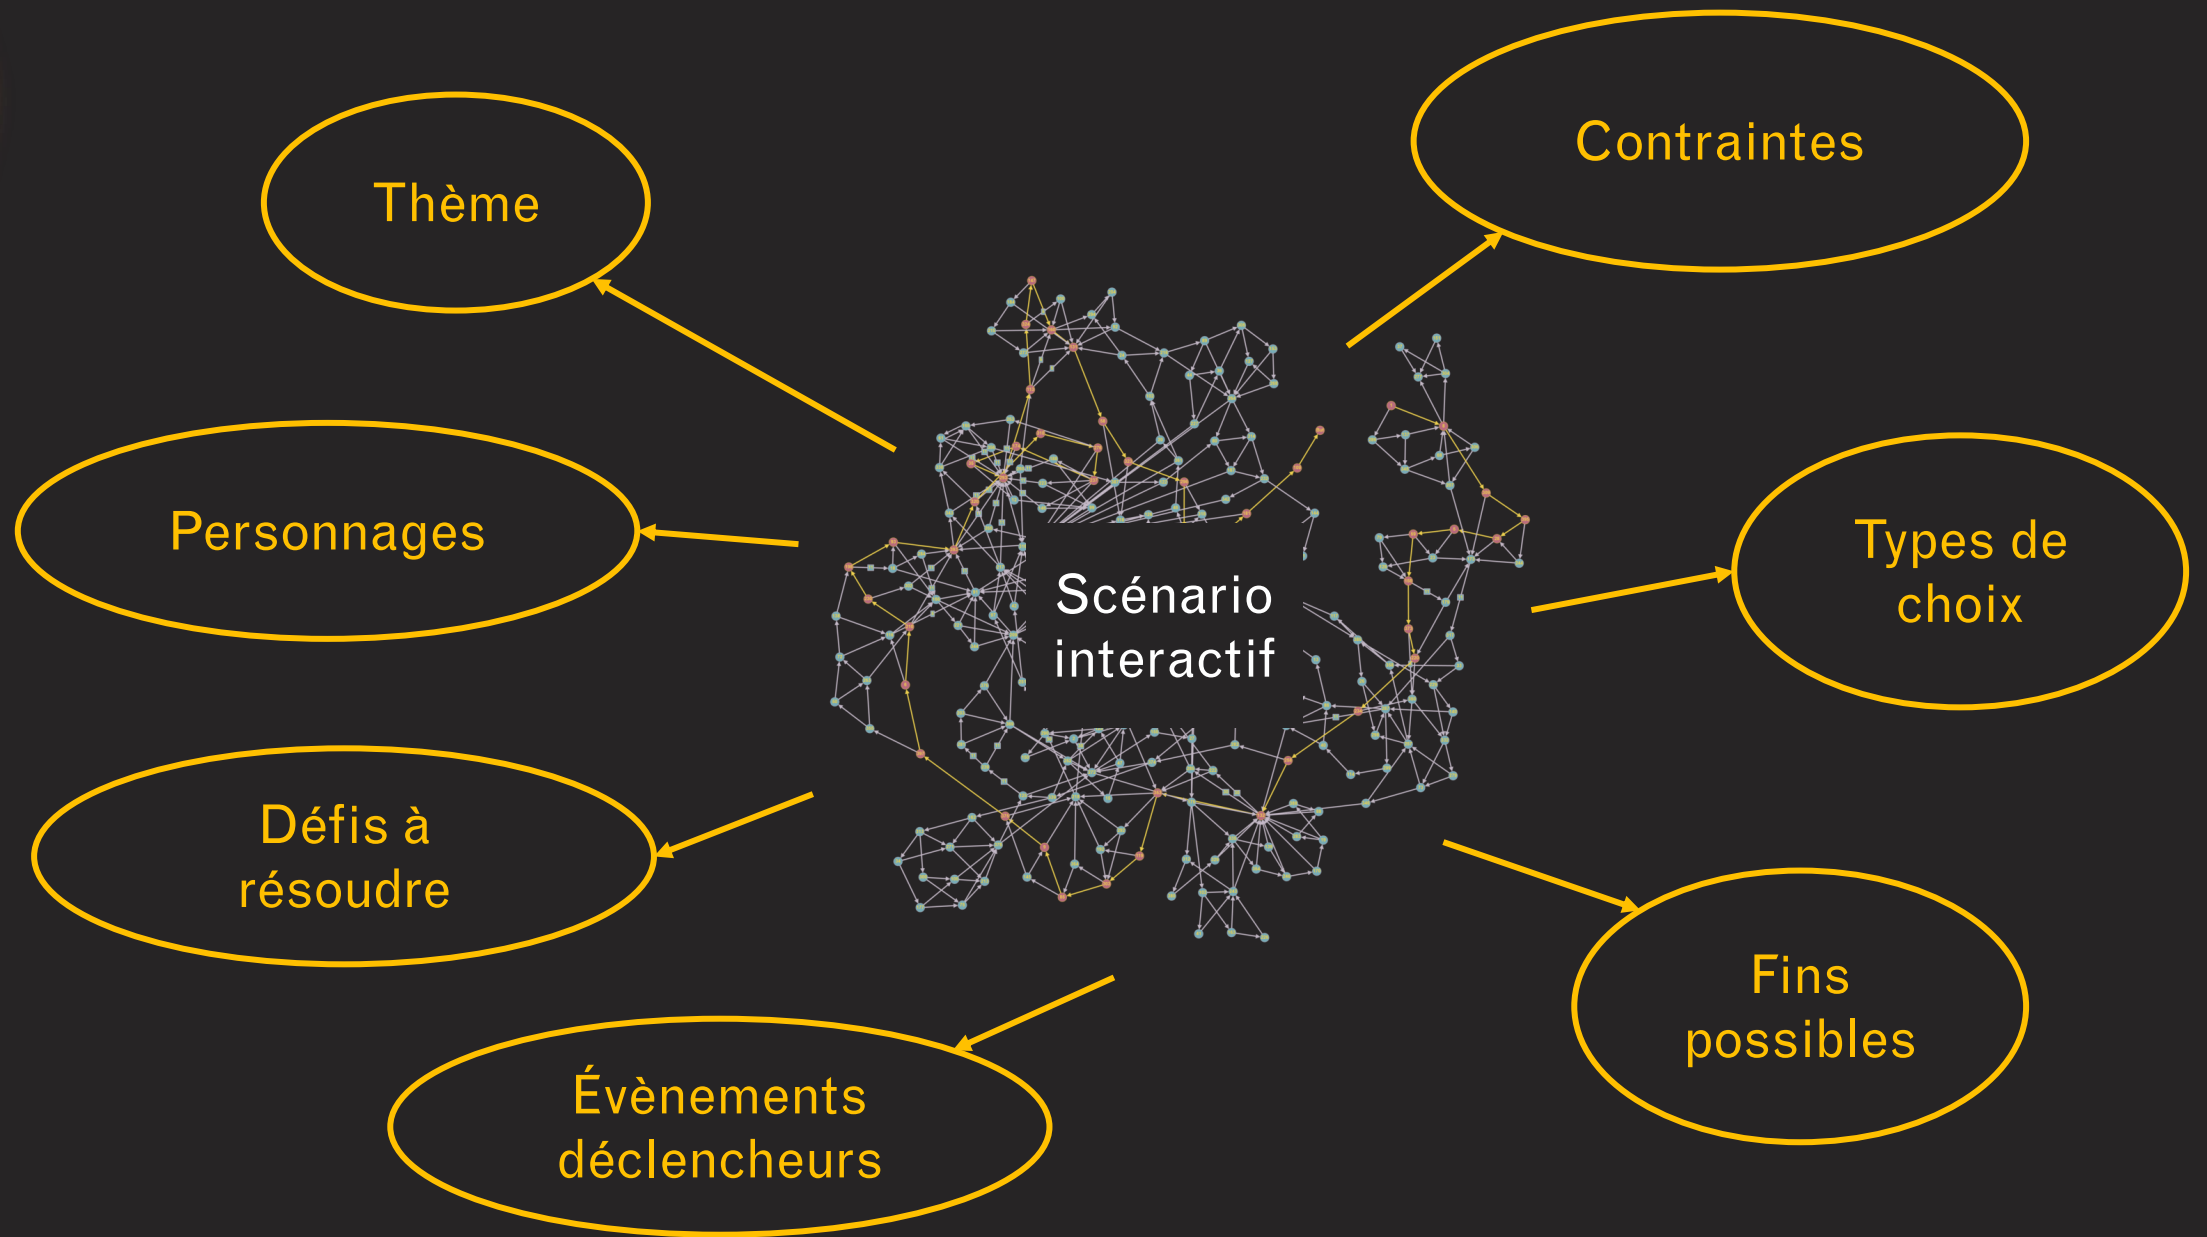 Thème
Contraintes
Personnages
Types de
choix
Scénario
interactif
Défis à
résoudre
Fins
possibles
Évènements
déclencheurs